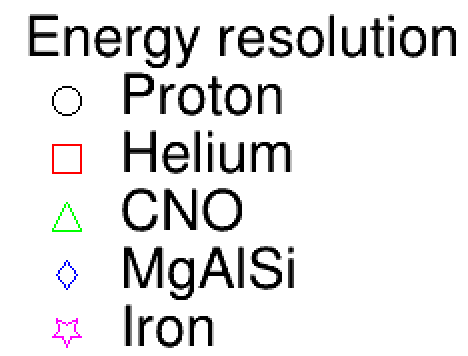 Energy resolution
Proton
Helium
CNO
MgAlSi
Iron